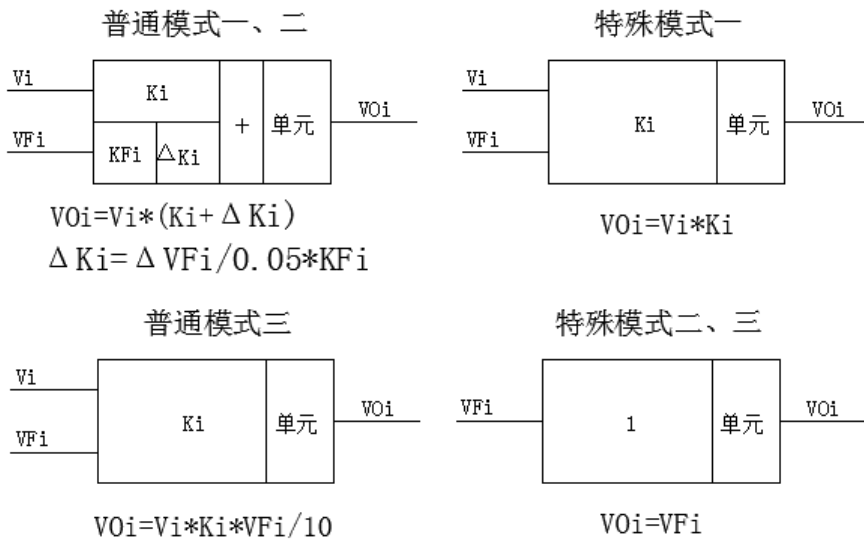 普通模式一、二
Vi
VFi
Ki
KFi
△Ki
+
单元
VOi
VOi=Vi*(Ki+ΔKi)
ΔKi=ΔVFi/0.05*KFi
特殊模式一
Vi
VFi
Ki
单元
VOi
VOi=Vi*Ki
普通模式三
Vi
VFi
Ki
单元
VOi
VOi=Vi*Ki*VFi/10
特殊模式二、三
VFi
1
单元
VOi
VOi=VFi